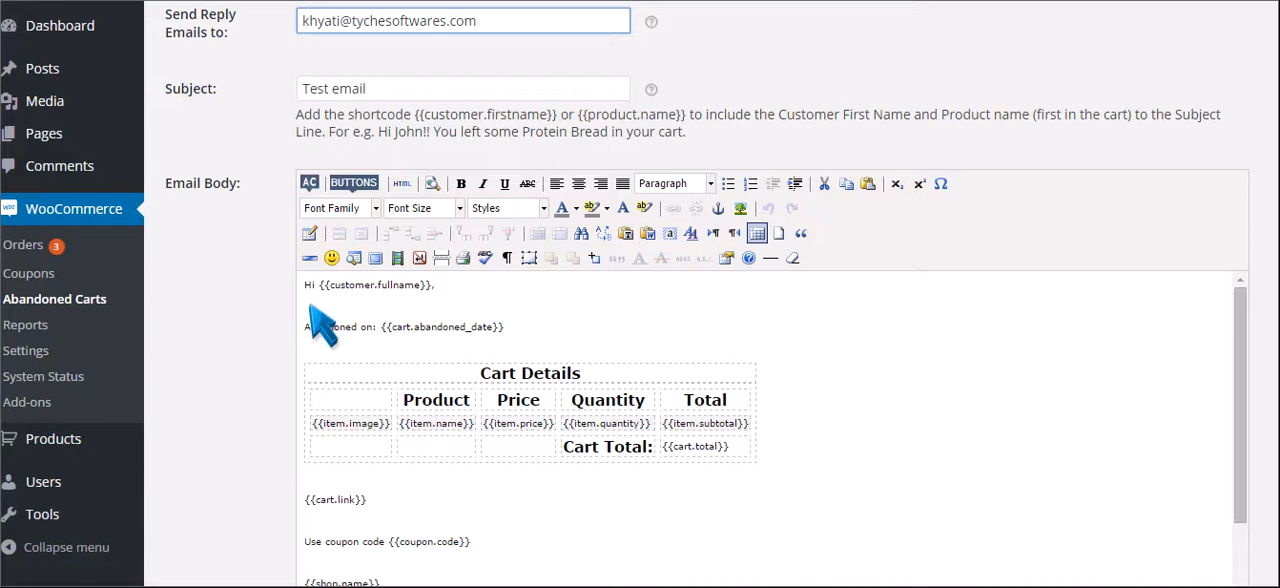 Dashboard
Posts
Media
Pages
Comments
WooCommerce
Orders 3
Coupons
Abandoned Carts
Reports
Settings
System Status
Add-ons
Products
Users
Tools
Collapse menu
Send Reply
Emails to:
khyati@tychesoftwares.com
Subject:
Test email
Add the shortcode {{customer.firstname}} or {{product.name}} to include the Customer First Name and Product name (first in the cart) to the Subject
Line. For e.g. Hi John!! You left some Protein Bread in your cart.
Email Body:
AC BUTTONS HTML B I U ABC Paragraph
Font Family Font Size Styles
Hi {{customer.fullname}},
on: {{cart.abandoned_date}}
Cart Details
Product Price Quantity Total
{{item.image}} {{item.name}} {{item.price}} {{item.quantity}} {{item.subtotal}}
Cart Total: {{cart.total}}
{{cart.link}}
Use coupon code {{coupon.code}}
{{shop.name}}